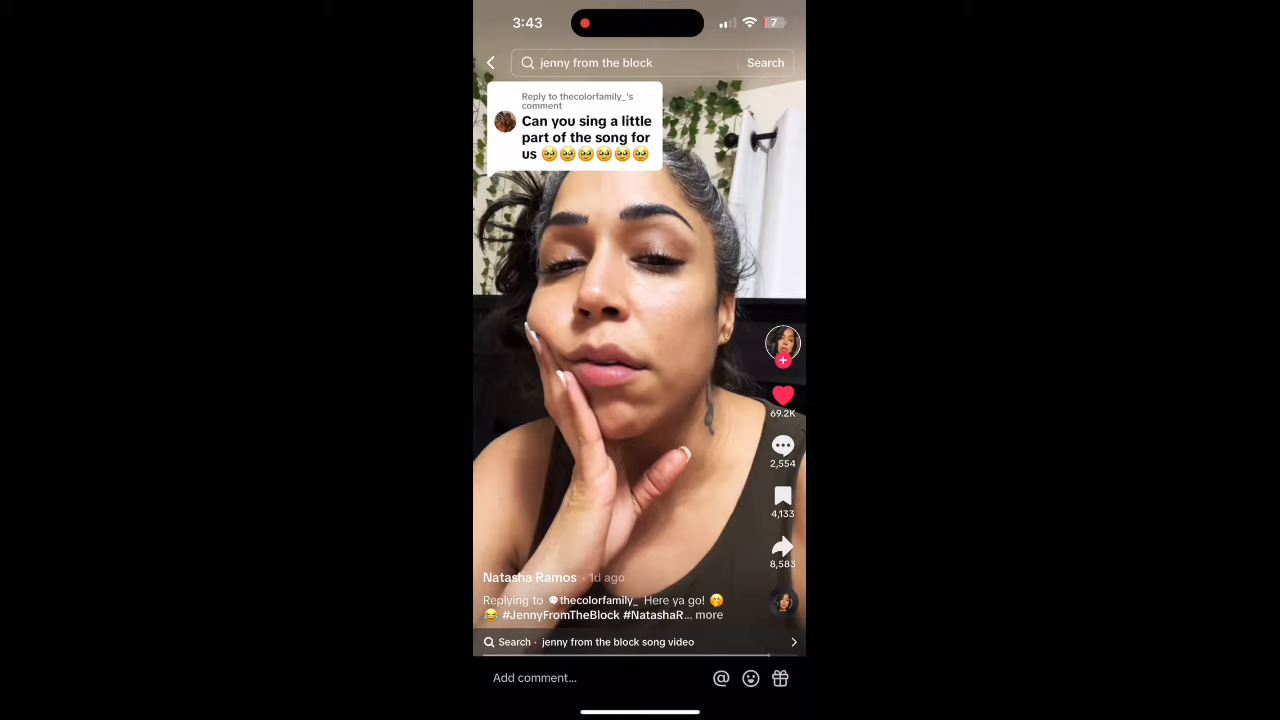 3:43
7
jenny from the block
Search
Reply to thecolorfamily_'s
comment
Can you sing a little
part of the song for
us 🥹🥹🥹🥹🥹🥹
69.2K
2,554
4,133
8,583
Natasha Ramos · 1d ago
Replying to 💬thecolorfamily_ Here ya go! 🤭
😂 #JennyFromTheBlock #NatashaR... more
Search · jenny from the block song video
Add comment...